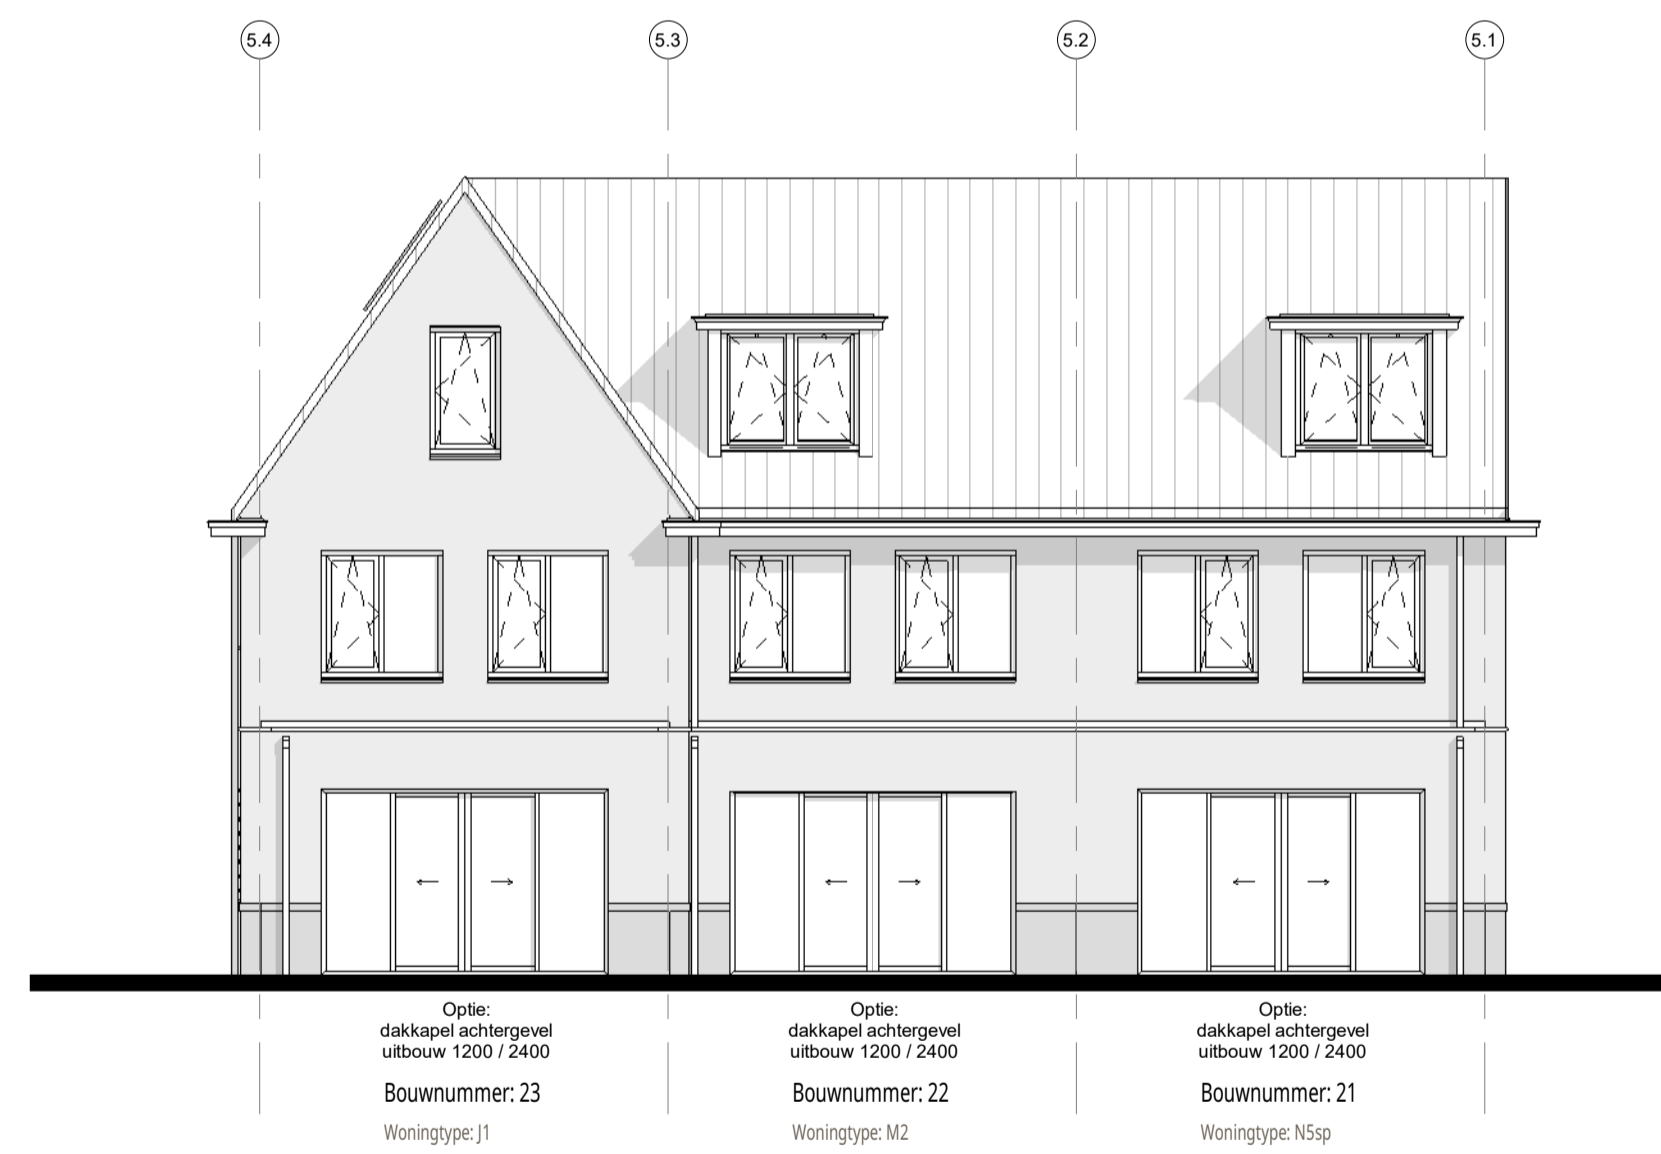 5.4
5.3
5.2
5.1
Optie:
dakkapel achtergevel
uitbouw 1200 / 2400
Bouwnummer: 23
Woningtype: J1
Optie:
dakkapel achtergevel
uitbouw 1200 / 2400
Bouwnummer: 22
Woningtype: M2
Optie:
dakkapel achtergevel
uitbouw 1200 / 2400
Bouwnummer: 21
Woningtype: N5sp